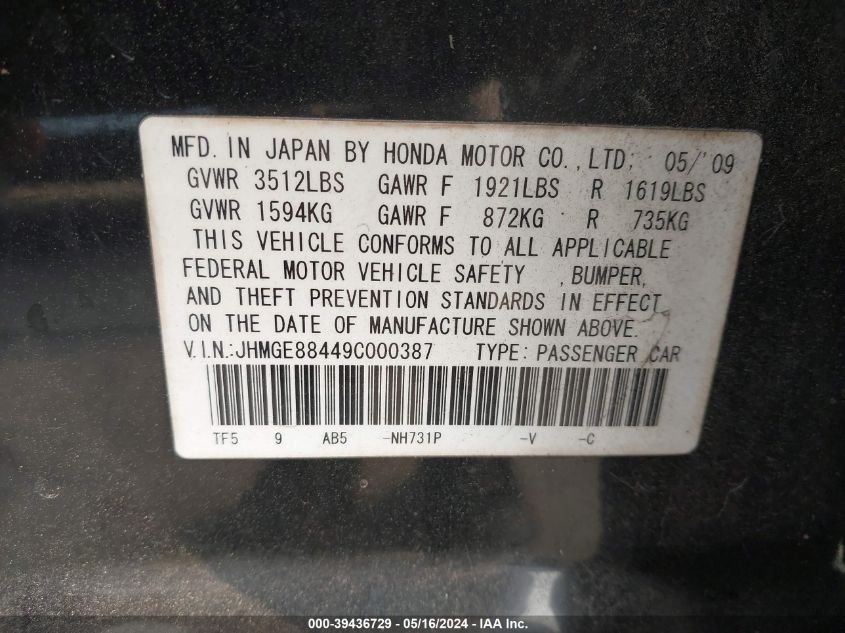 MFD. IN JAPAN BY HONDA MOTOR CO., LTD, 05/'09
GVWR 3512LBS GAWR F 1921LBS R 1619LBS
GVWR 1594KG GAWR F 872KG R 735KG
THIS VEHICLE CONFORMS TO ALL APPLICABLE
FEDERAL MOTOR VEHICLE SAFETY , BUMPER,
AND THEFT PREVENTION STANDARDS IN EFFECT
ON THE DATE OF MANUFACTURE SHOWN ABOVE.
V.I.N.:JHMGE88449C000387 TYPE: PASSENGER CAR
TF5 9 AB5 -NH731P -V -C
000-39436729 - 05/16/2024 - IAA, Inc.